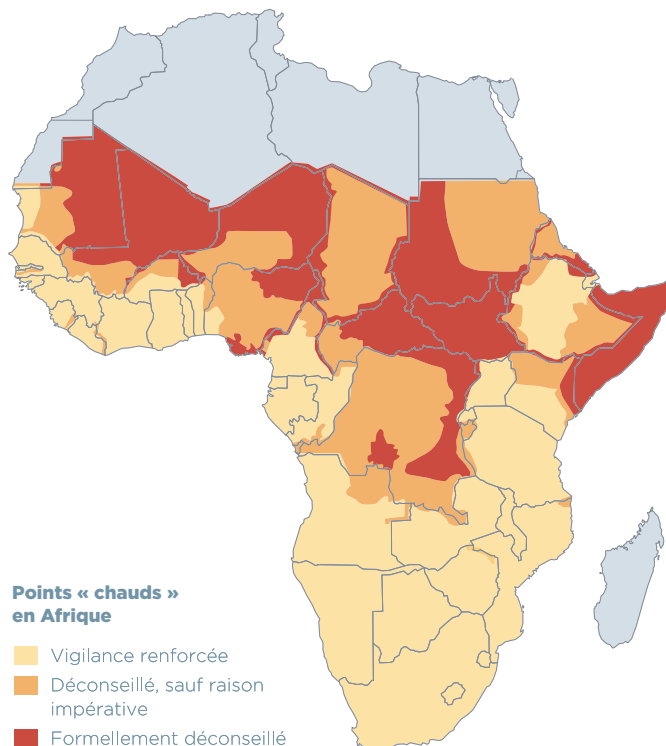 Points « chauds »
en Afrique
Vigilance renforcée
Déconseillé, sauf raison
impérative
Formellement déconseillé